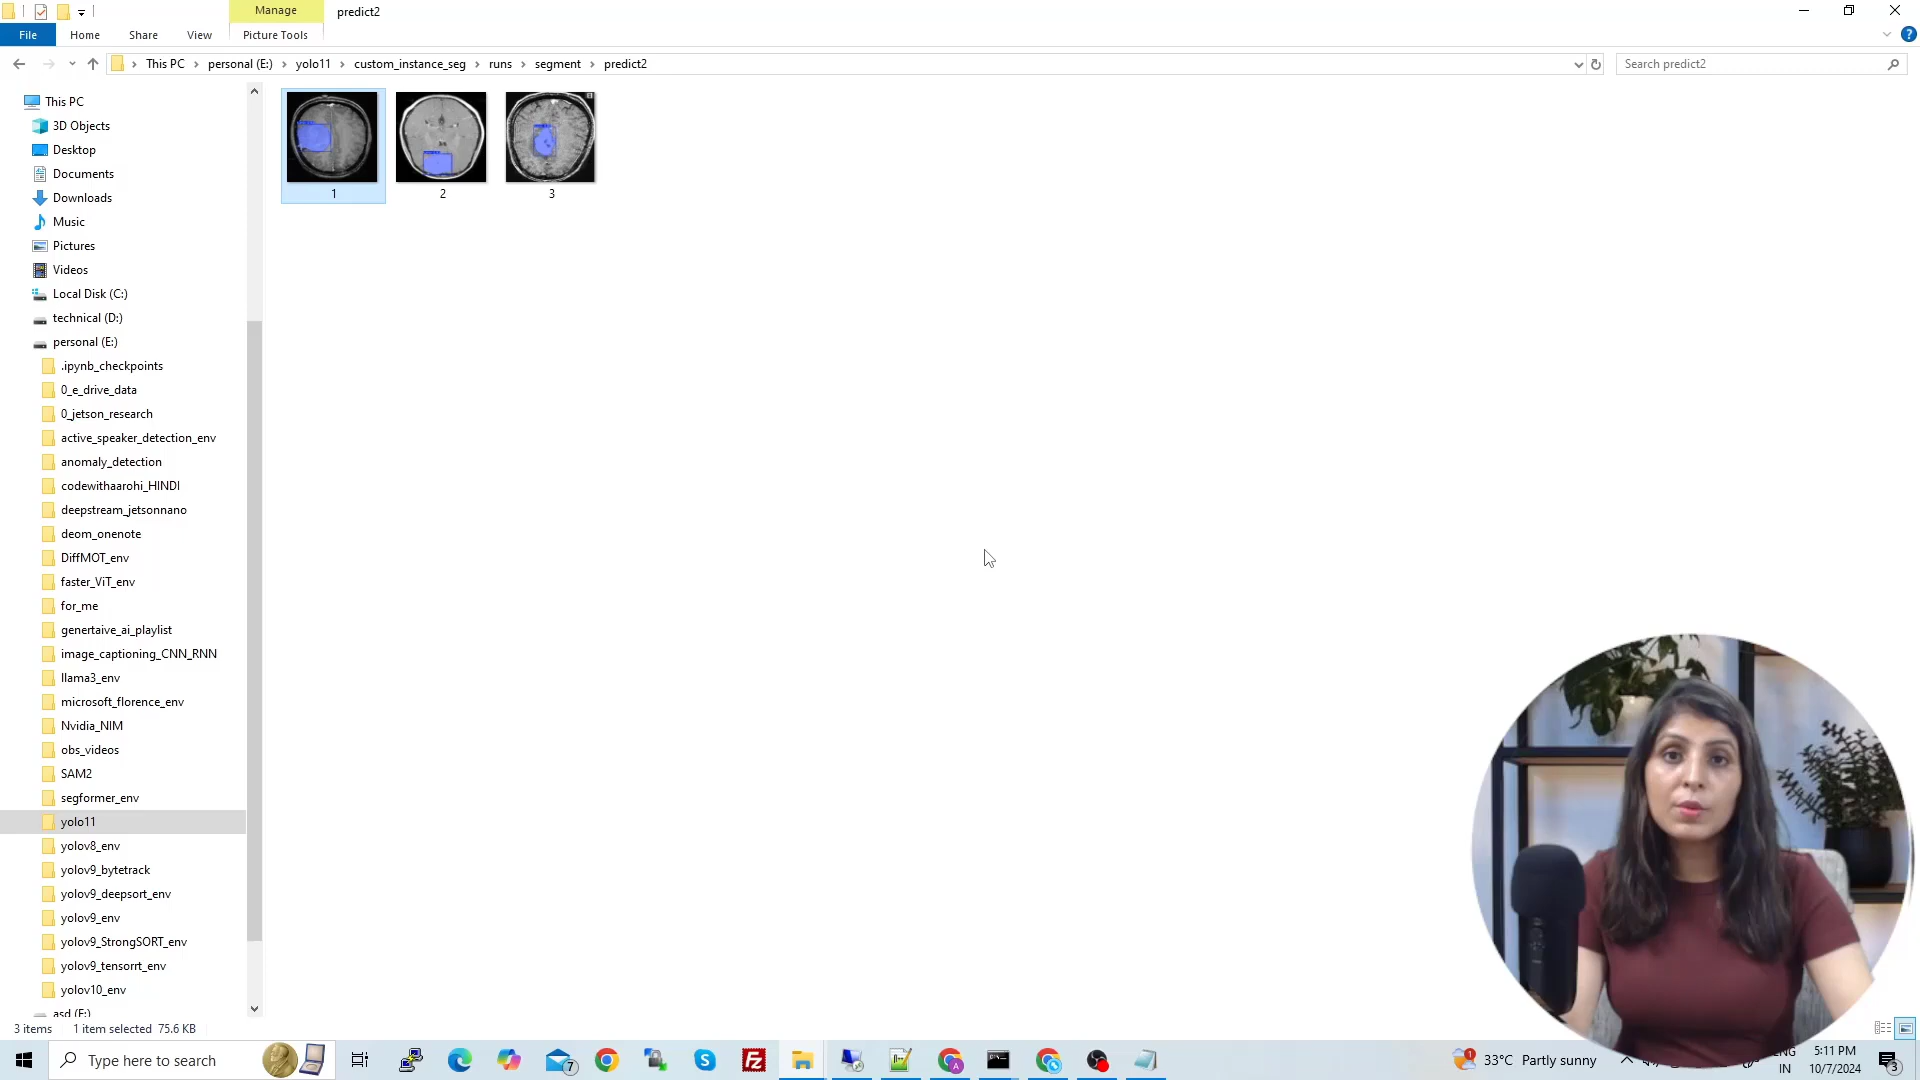 Manage
predict2
File
Home
Share
View
Picture Tools
This PC
personal (E:)
yolo11
custom_instance_seg
runs
segment
predict2
Search predict2
This PC
3D Objects
Desktop
Documents
Downloads
Music
Pictures
Videos
Local Disk (C:)
technical (D:)
personal (E:)
.ipynb_checkpoints
0_e_drive_data
0_jetson_research
active_speaker_detection_env
anomaly_detection
codewithaarohi_HINDI
deepstream_jetsonnano
deom_onenote
DiffMOT_env
faster_ViT_env
for_me
genertaive_ai_playlist
image_captioning_CNN_RNN
llama3_env
microsoft_florence_env
Nvidia_NIM
obs_videos
SAM2
segformer_env
yolo11
yolov8_env
yolov9_bytetrack
yolov9_deepsort_env
yolov9_env
yolov9_StrongSORT_env
yolov9_tensorrt_env
yolov10_env
asd (F:)
1
2
3
3 items
1 item selected 75.6 KB
Type here to search
7
33°C Partly sunny
ENG
IN
5:11 PM
10/7/2024
3